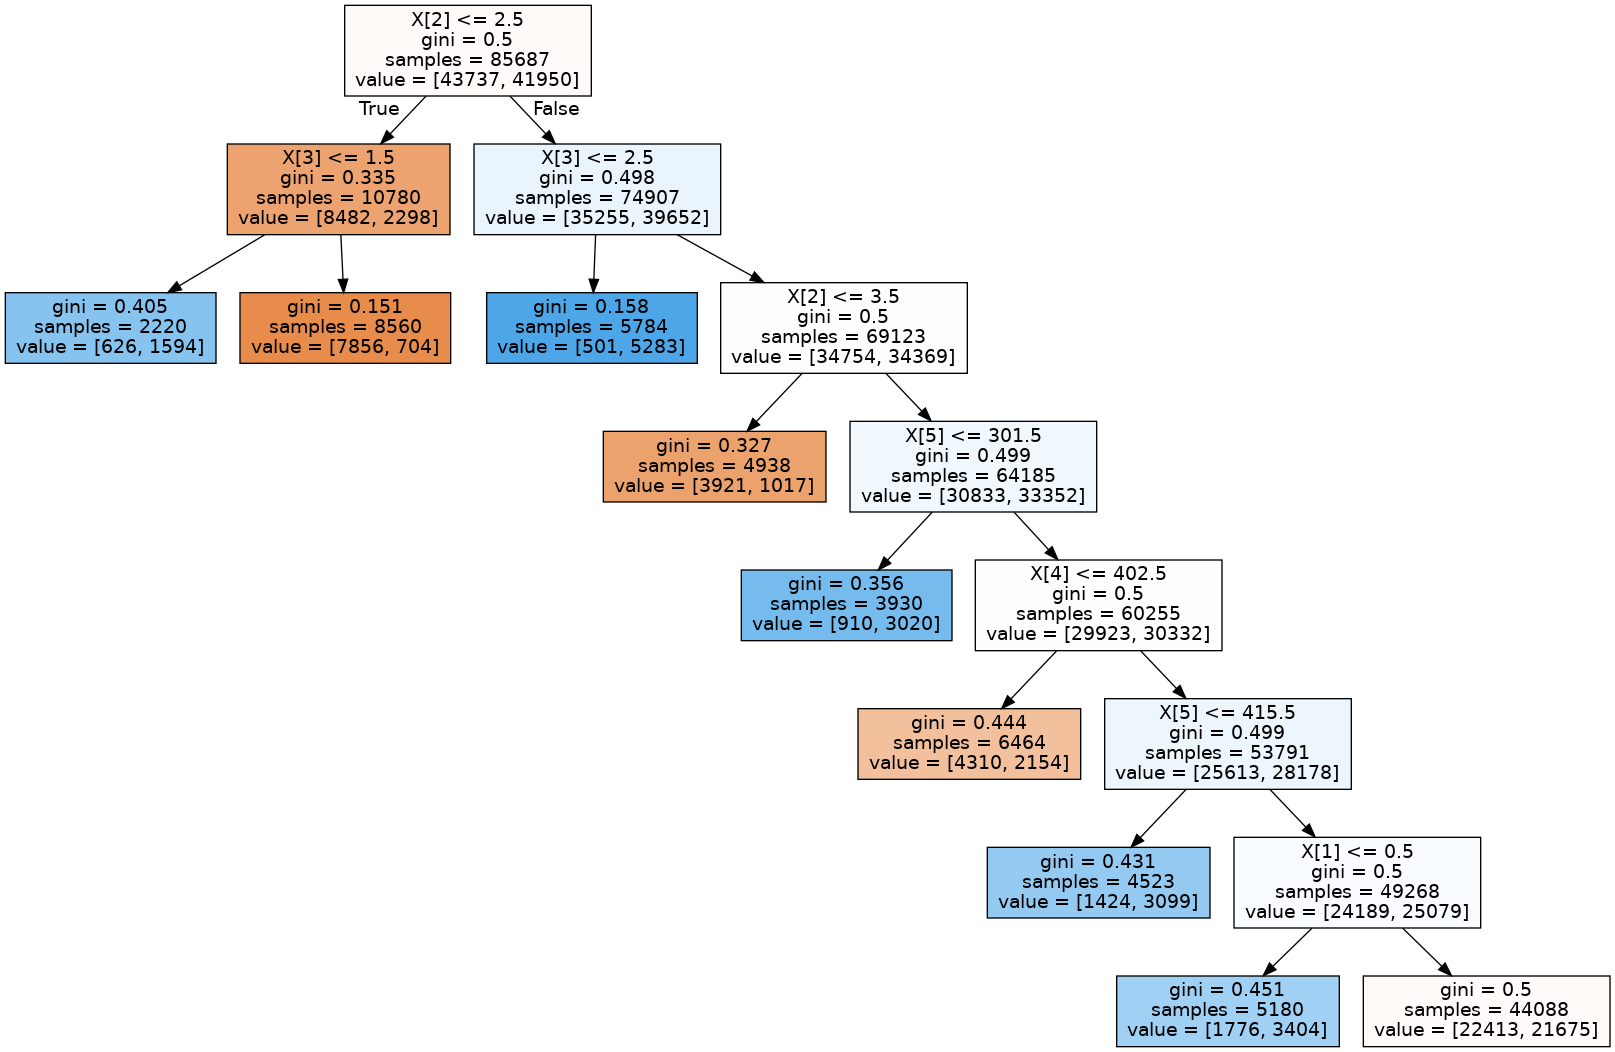 X[2] <= 2.5
gini = 0.5
samples = 85687
value = [43737, 41950]
True
False
X[3] <= 1.5
gini = 0.335
samples = 10780
value = [8482, 2298]
X[3] <= 2.5
gini = 0.498
samples = 74907
value = [35255, 39652]
gini = 0.405
samples = 2220
value = [626, 1594]
gini = 0.151
samples = 8560
value = [7856, 704]
gini = 0.158
samples = 5784
value = [501, 5283]
X[2] <= 3.5
gini = 0.5
samples = 69123
value = [34754, 34369]
gini = 0.327
samples = 4938
value = [3921, 1017]
X[5] <= 301.5
gini = 0.499
samples = 64185
value = [30833, 33352]
gini = 0.356
samples = 3930
value = [910, 3020]
X[4] <= 402.5
gini = 0.5
samples = 60255
value = [29923, 30332]
gini = 0.444
samples = 6464
value = [4310, 2154]
X[5] <= 415.5
gini = 0.499
samples = 53791
value = [25613, 28178]
gini = 0.431
samples = 4523
value = [1424, 3099]
X[1] <= 0.5
gini = 0.5
samples = 49268
value = [24189, 25079]
gini = 0.451
samples = 5180
value = [1776, 3404]
gini = 0.5
samples = 44088
value = [22413, 21675]